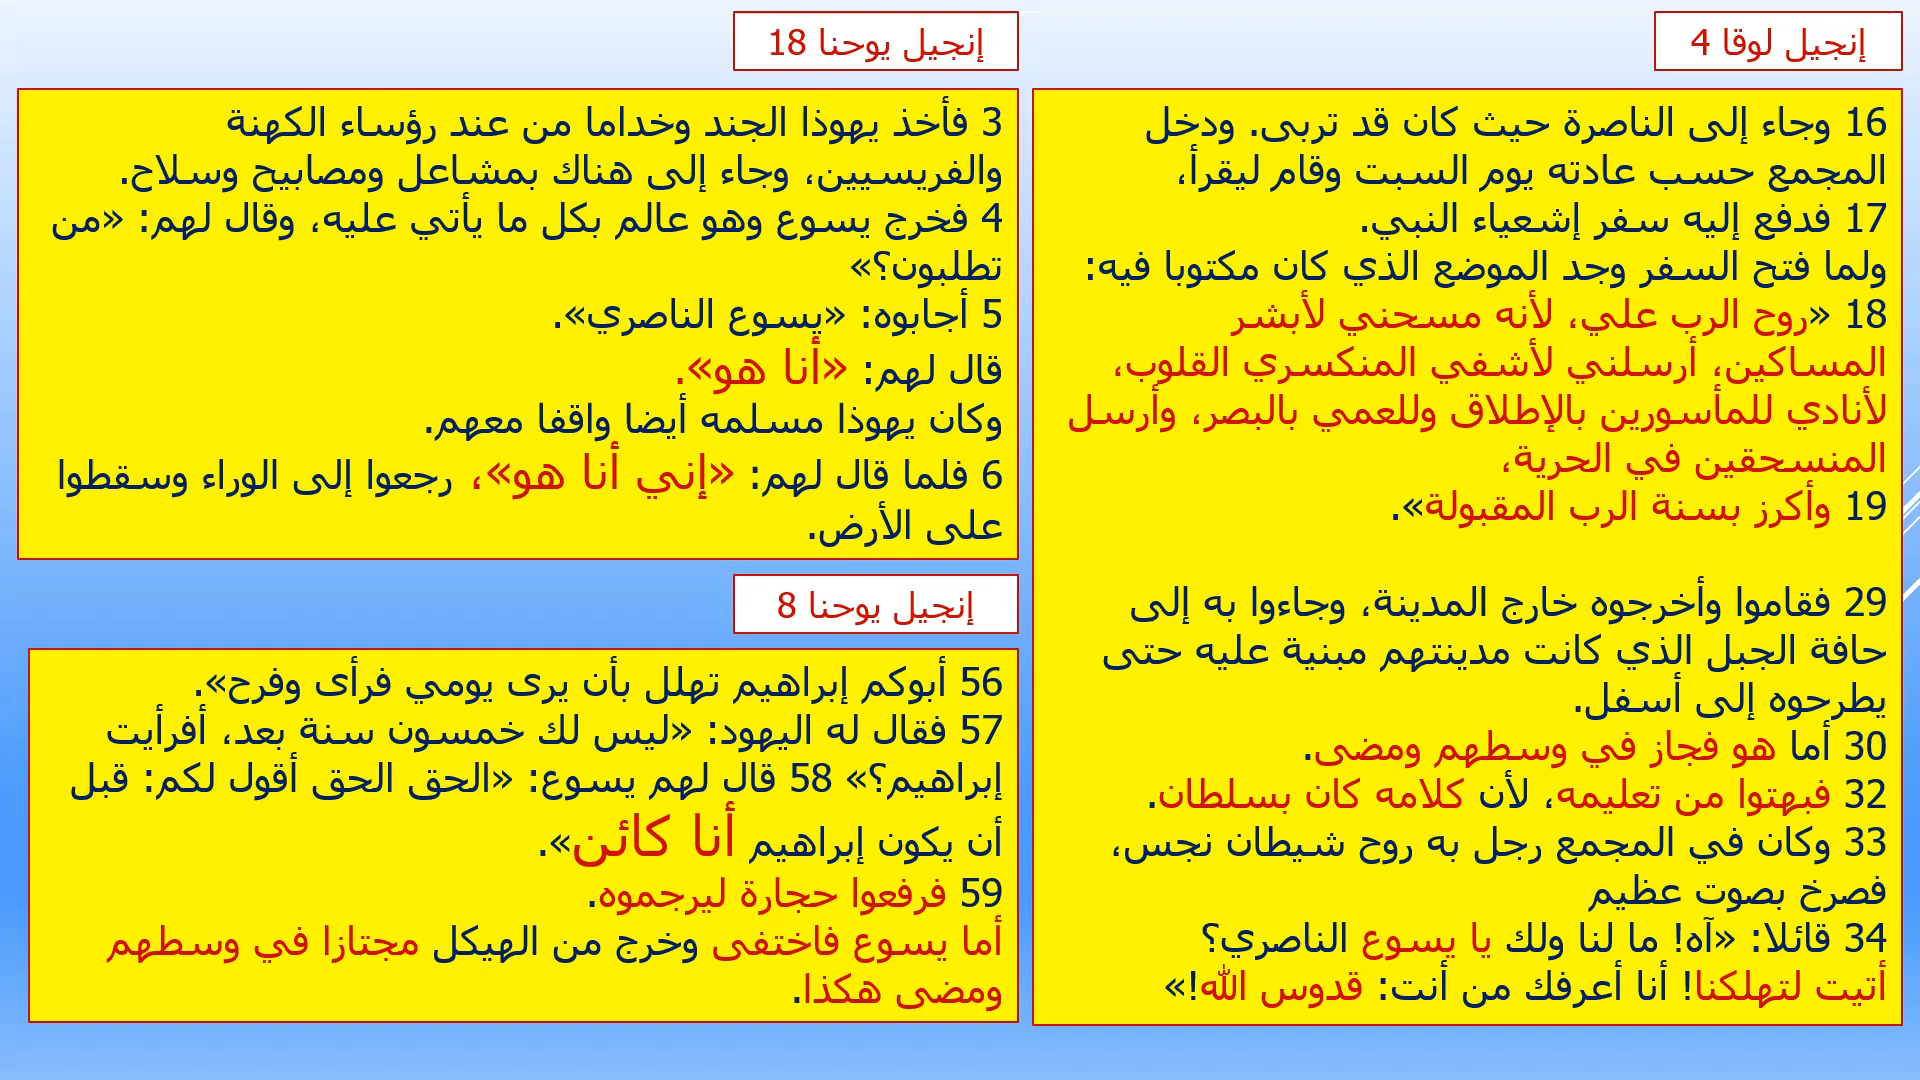 إنجيل لوقا 4
16 وجاء إلى الناصرة حيث كان قد تربى. ودخل
المجمع حسب عادته يوم السبت وقام ليقرأ،
17 فدفع إليه سفر إشعياء النبي.
ولما فتح السفر وجد الموضع الذي كان مكتوبا فيه:
18 «روح الرب علي، لأنه مسحني لأبشر
المساكين، أرسلني لأشفي المنكسري القلوب،
لأنادي للمأسورين بالإطلاق وللعمي بالبصر، وأرسل
المنسحقين في الحرية،
19 وأكرز بسنة الرب المقبولة».
29 فقاموا وأخرجوه خارج المدينة، وجاءوا به إلى
حافة الجبل الذي كانت مدينتهم مبنية عليه حتى
يطرحوه إلى أسفل.
30 أما هو فجاز في وسطهم ومضى.
32 فبهتوا من تعليمه، لأن كلامه كان بسلطان.
33 وكان في المجمع رجل به روح شيطان نجس،
فصرخ بصوت عظيم
34 قائلا: «آه! ما لنا ولك يا يسوع الناصري؟
أتيت لتهلكنا! أنا أعرفك من أنت: قدوس الله!»
إنجيل يوحنا 18
3 فأخذ يهوذا الجند وخداما من عند رؤساء الكهنة
والفريسيين، وجاء إلى هناك بمشاعل ومصابيح وسلاح.
4 فخرج يسوع وهو عالم بكل ما يأتي عليه، وقال لهم: «من
تطلبون؟»
5 أجابوه: «يسوع الناصري».
قال لهم: «أنا هو».
وكان يهوذا مسلمه أيضا واقفا معهم.
6 فلما قال لهم: «إني أنا هو»، رجعوا إلى الوراء وسقطوا
على الأرض.
إنجيل يوحنا 8
56 أبوكم إبراهيم تهلل بأن يرى يومي فرأى وفرح».
57 فقال له اليهود: «ليس لك خمسون سنة بعد، أفرأيت
إبراهيم؟» 58 قال لهم يسوع: «الحق الحق أقول لكم: قبل
أن يكون إبراهيم أنا كائن».
59 فرفعوا حجارة ليرجموه.
أما يسوع فاختفى وخرج من الهيكل مجتازا في وسطهم
ومضى هكذا.